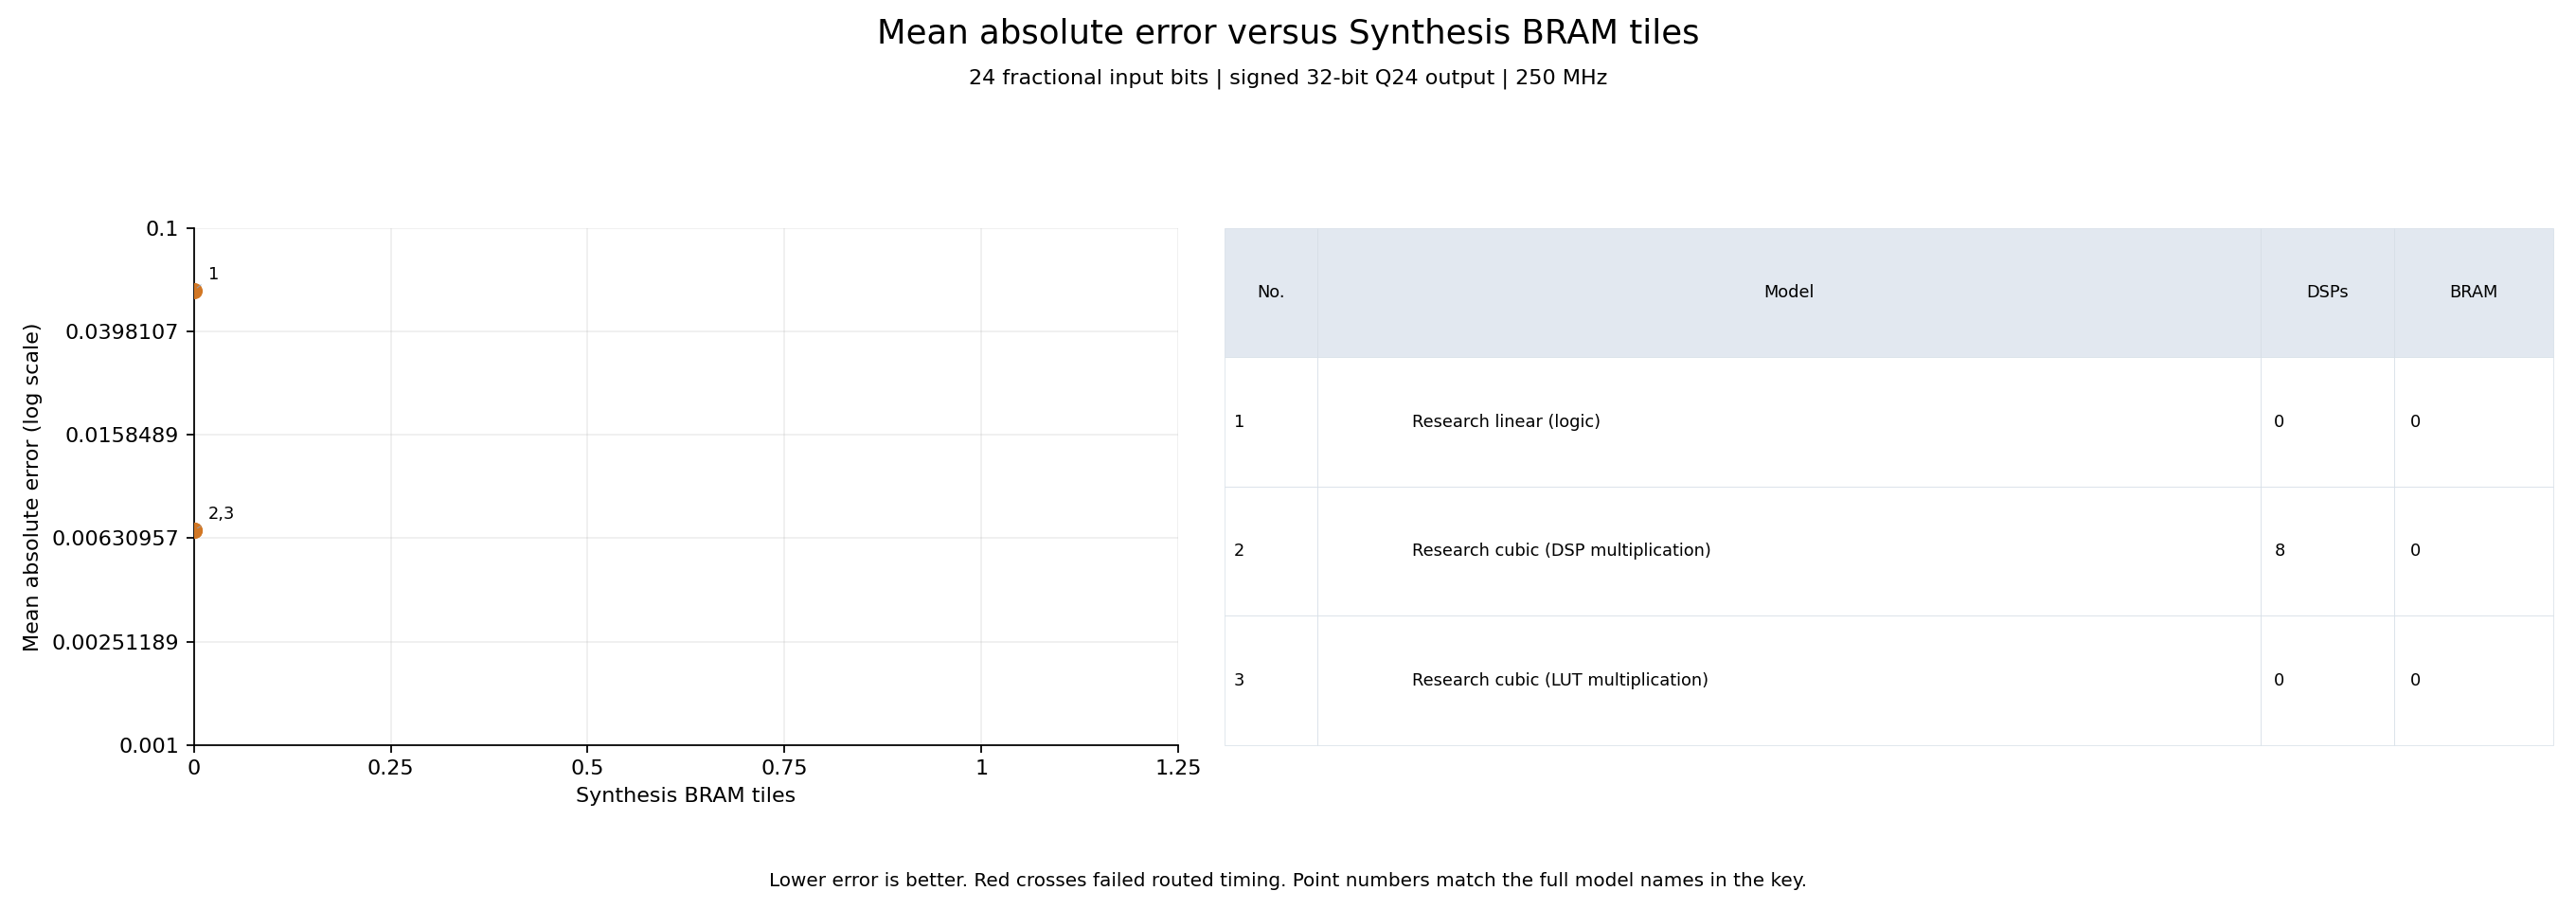 Mean absolute error versus Synthesis BRAM tiles
24 fractional input bits | signed 32-bit Q24 output | 250 MHz
Mean absolute error (log scale)
0.1
0.0398107
0.0158489
0.00630957
0.00251189
0.001
1
2,3
0 0.25 0.5 0.75 1 1.25
Synthesis BRAM tiles
No. Model DSPs BRAM
1 Research linear (logic) 0 0
2 Research cubic (DSP multiplication) 8 0
3 Research cubic (LUT multiplication) 0 0
Lower error is better. Red crosses failed routed timing. Point numbers match the full model names in the key.